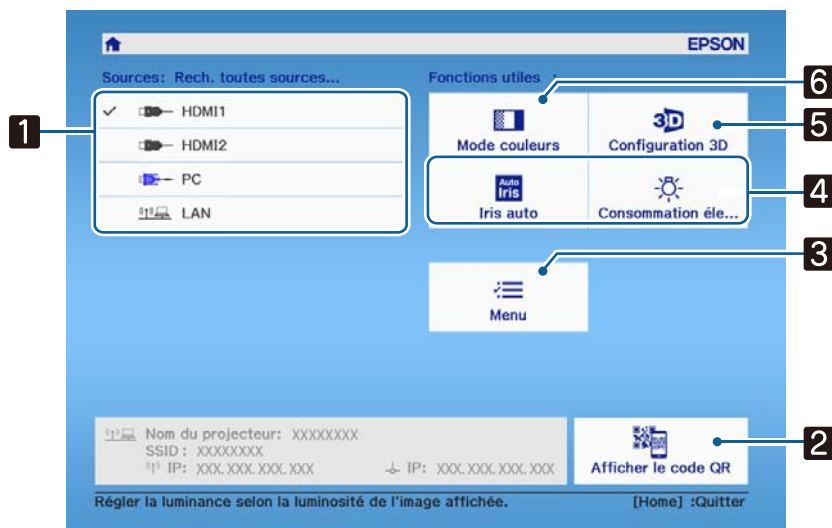 EPSON
Sources: Rech. toutes sources...
Fonctions utiles :
1
HDMI1
HDMI2
PC
LAN
Mode couleurs
6
3D
Configuration 3D
5
Auto
Iris
Iris auto
Consommation éle...
4
Menu
3
Nom du projecteur: XXXXXXXX
SSID : XXXXXXXX
IP: XXX. XXX. XXX. XXX
IP: XXX. XXX. XXX. XXX
Afficher le code QR
2
Régler la luminance selon la luminosité de l'image affichée.
[Home] :Quitter